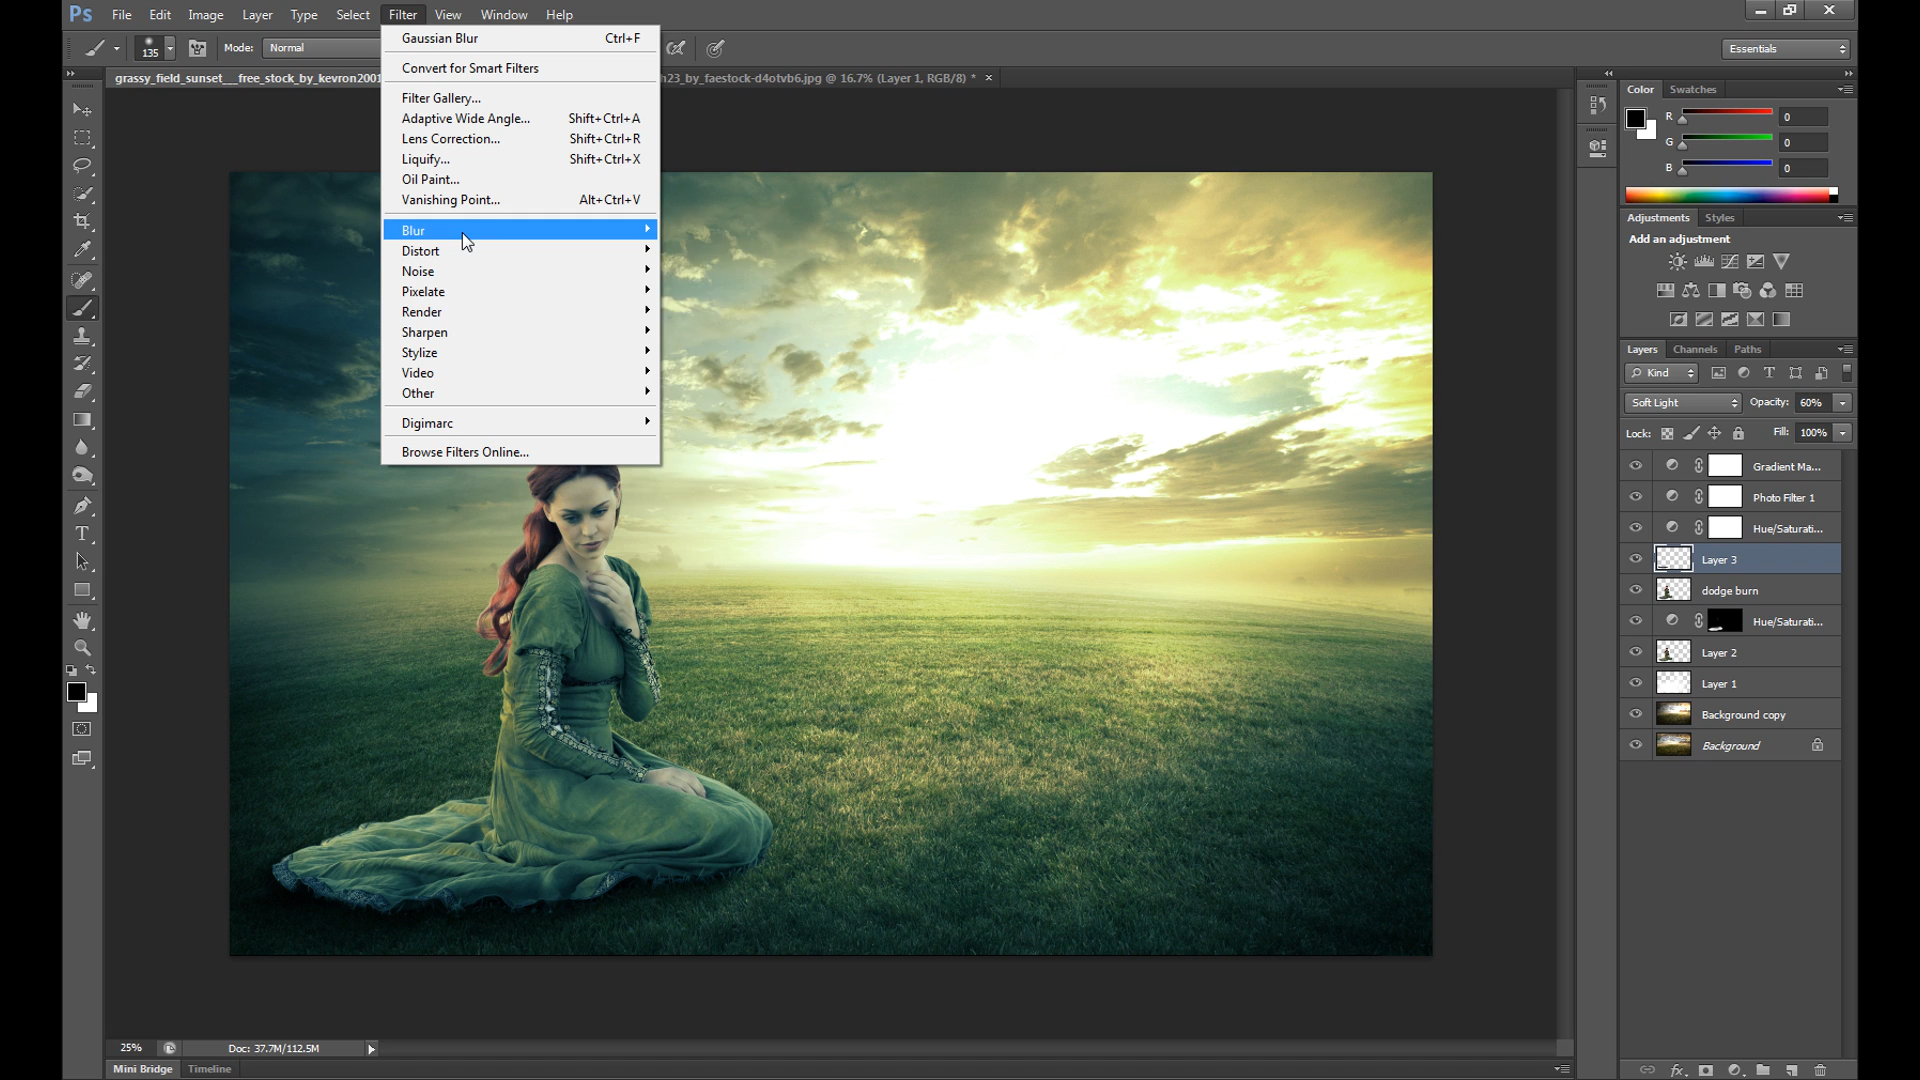 Ps File Edit Image Layer Type Select Filter View Window Help
135 Mode: Normal Essentials
grassy_field_sunset___free_stock_by_kevron2001 h23_by_faestock-d4otvb6.jpg @ 16.7% (Layer 1, RGB/8) * ×
Gaussian Blur Ctrl+F
Convert for Smart Filters
Filter Gallery...
Adaptive Wide Angle... Shift+Ctrl+A
Lens Correction... Shift+Ctrl+R
Liquify... Shift+Ctrl+X
Oil Paint...
Vanishing Point... Alt+Ctrl+V
Blur
Distort
Noise
Pixelate
Render
Sharpen
Stylize
Video
Other
Digimarc
Browse Filters Online...
Color Swatches
R 0
G 0
B 0
Adjustments Styles
Add an adjustment
Layers Channels Paths
Kind
Soft Light Opacity: 60%
Lock: Fill: 100%
Gradient Ma...
Photo Filter 1
Hue/Saturati...
Layer 3
dodge burn
Hue/Saturati...
Layer 2
Layer 1
Background copy
Background
25% Doc: 37.7M/112.5M
Mini Bridge Timeline